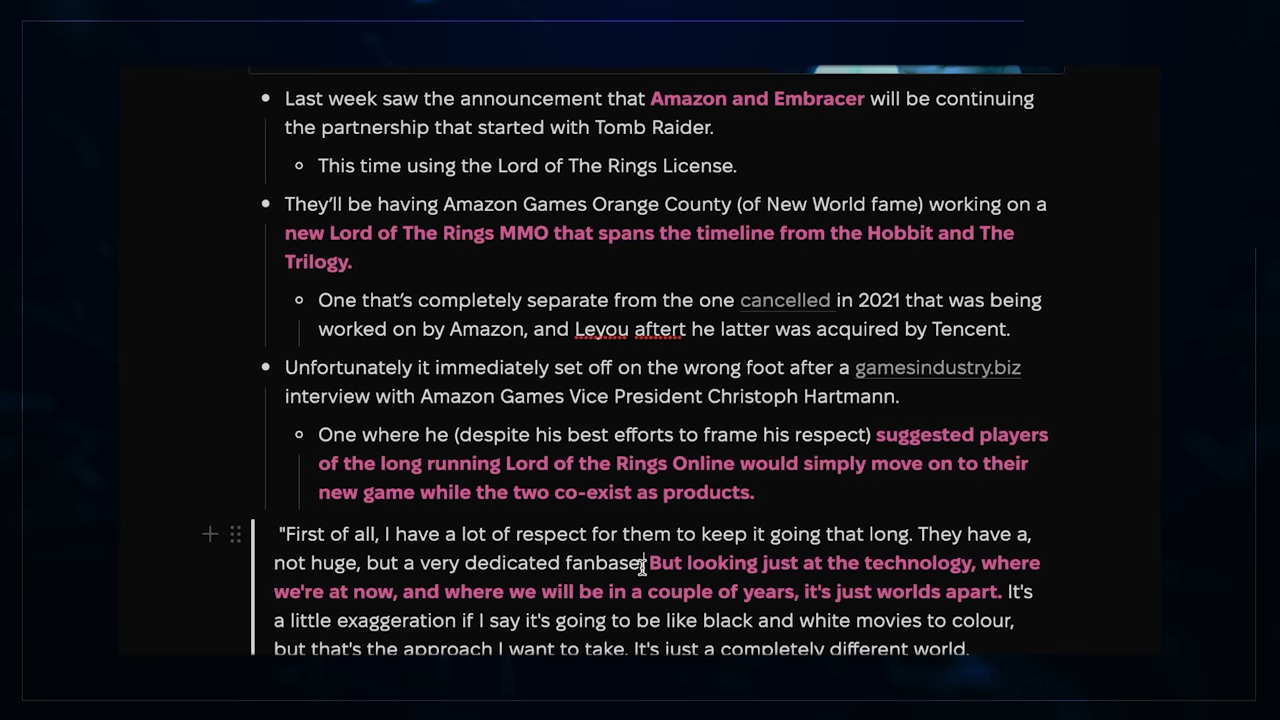 Last week saw the announcement that Amazon and Embracer will be continuing
the partnership that started with Tomb Raider.
This time using the Lord of The Rings License.
They'll be having Amazon Games Orange County (of New World fame) working on a
new Lord of The Rings MMO that spans the timeline from the Hobbit and The
Trilogy.
One that's completely separate from the one cancelled in 2021 that was being
worked on by Amazon, and Leyou aftert he latter was acquired by Tencent.
Unfortunately it immediately set off on the wrong foot after a gamesindustry.biz
interview with Amazon Games Vice President Christoph Hartmann.
One where he (despite his best efforts to frame his respect) suggested players
of the long running Lord of the Rings Online would simply move on to their
new game while the two co-exist as products.
"First of all, I have a lot of respect for them to keep it going that long. They have a,
not huge, but a very dedicated fanbase. But looking just at the technology, where
we're at now, and where we will be in a couple of years, it's just worlds apart. It's
a little exaggeration if I say it's going to be like black and white movies to colour,
but that's the approach I want to take. It's just a completely different world.